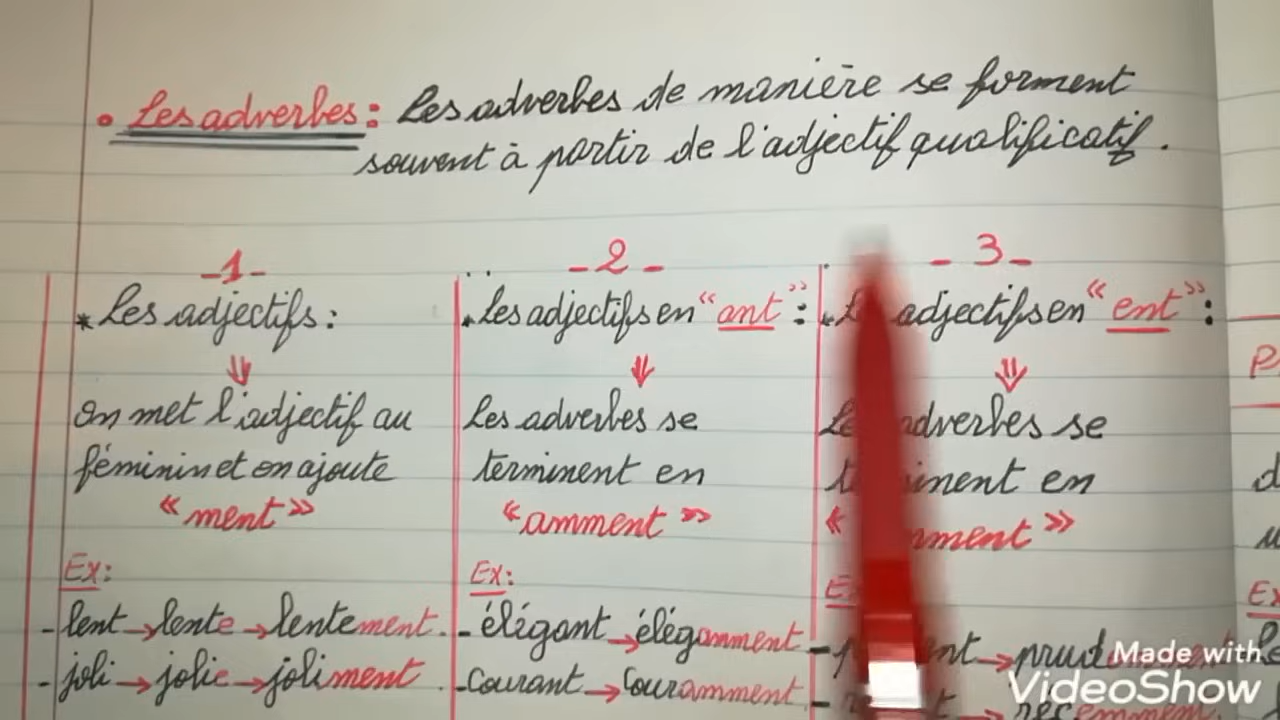 • Les adverbes : Les adverbes de manière se forment
souvent à partir de l'adjectif qualificatif.
-1-
* Les adjectifs :
⇓
on met l'adjectif au
féminin et on ajoute
« ment »
Ex :
- lent → lente → lentement.
- joli → jolie → joliment
- 2 -
* Les adjectifs en “ant” :
⇓
Les adverbes se
terminent en
« amment »
Ex :
- élégant → élégamment
- courant → couramment
- 3 -
adjectifs en “ent” :
⇓
adverbes se
en
»
→
→
Made with
VideoShow